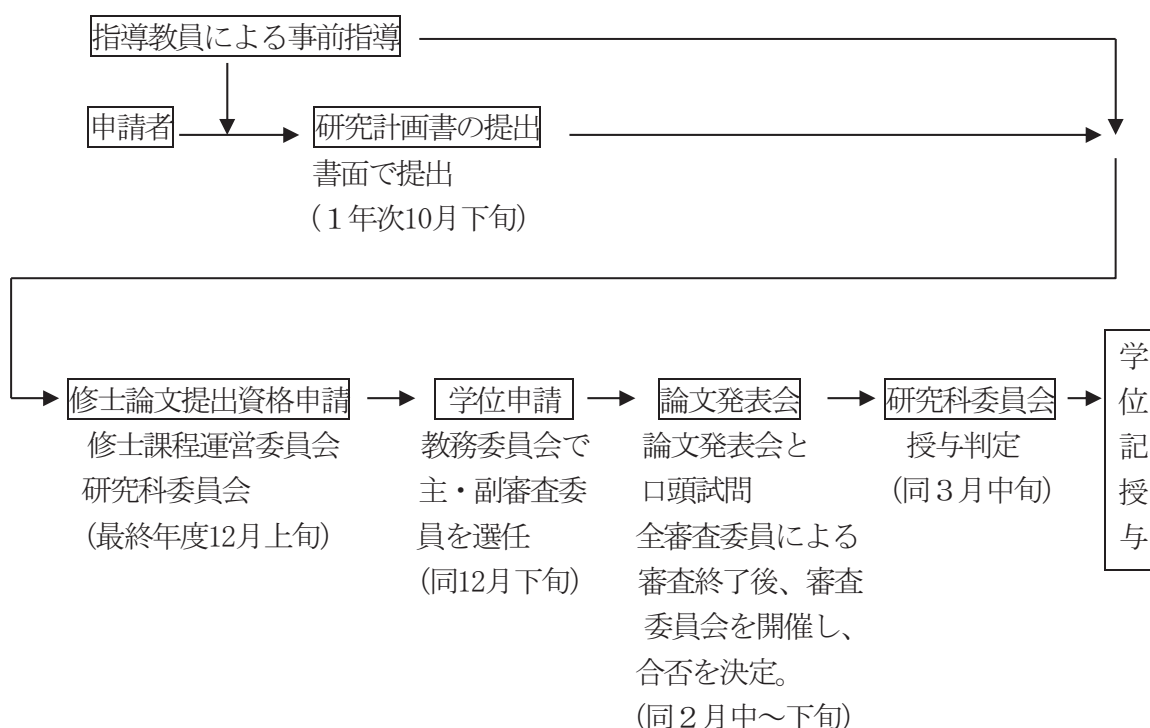 指導教員による事前指導
申請者
研究計画書の提出
書面で提出
(１年次10月下旬)
修士論文提出資格申請
修士課程運営委員会
研究科委員会
(最終年度12月上旬)
学位申請
教務委員会で
主・副審査委
員を選任
(同12月下旬)
論文発表会
論文発表会と
口頭試問
全審査委員による
審査終了後、審査
委員会を開催し、
合否を決定。
(同２月中～下旬)
研究科委員会
授与判定
(同３月中旬)
学位記授与